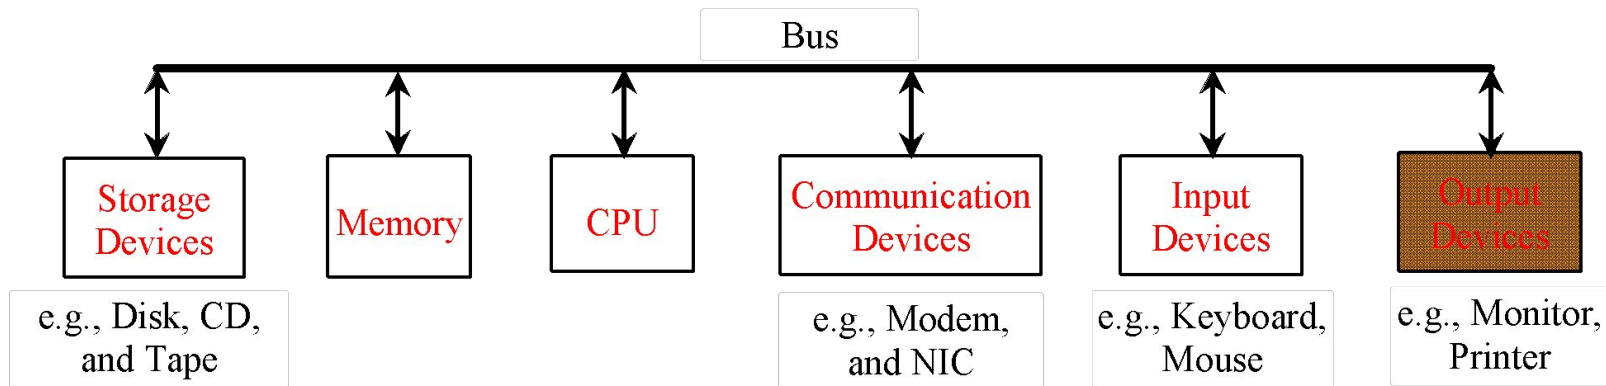 Bus
Storage
Devices
Memory
CPU
Communication
Devices
Input
Devices
Output
Devices
e.g., Disk, CD,
and Tape
e.g., Modem,
and NIC
e.g., Keyboard,
Mouse
e.g., Monitor,
Printer